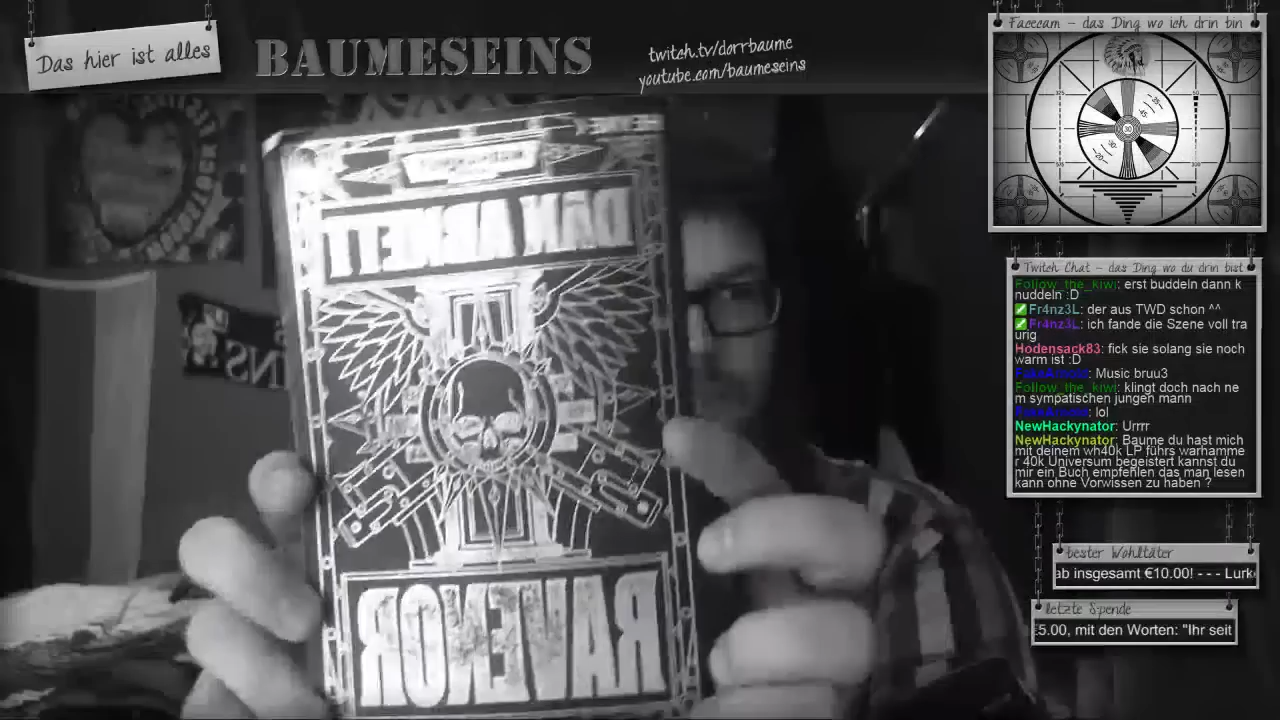 Das hier ist alles
BAUMESEINS
twitch.tv/dorrbaume
youtube.com/baumeseins
Facecam - das Ding wo ich drin bin
DAN ABNETT
RAVENOR
Twitch Chat - das Ding wo du drin bist
Follow_the_kiwi: erst buddeln dann k
nuddeln :D
Fr4nz3L: der aus TWD schon ^^
Fr4nz3L: ich fande die Szene voll tra
urig
Hodensack83: fick sie solang sie noch
warm ist :D
Music bruu3
Follow_the_kiwi: klingt doch nach ne
m sympatischen jungen mann
lol
NewHackynator: Urrrr
NewHackynator: Baume du hast mich
mit deinem wh40k LP führs warhamme
r 40k Universum begeistert kannst du
mir ein Buch empfehlen das man lesen
kann ohne Vorwissen zu haben ?
bester Wohltäter
ab insgesamt €10.00! - - - Lurk
letzte Spende
5.00, mit den Worten: "Ihr seit